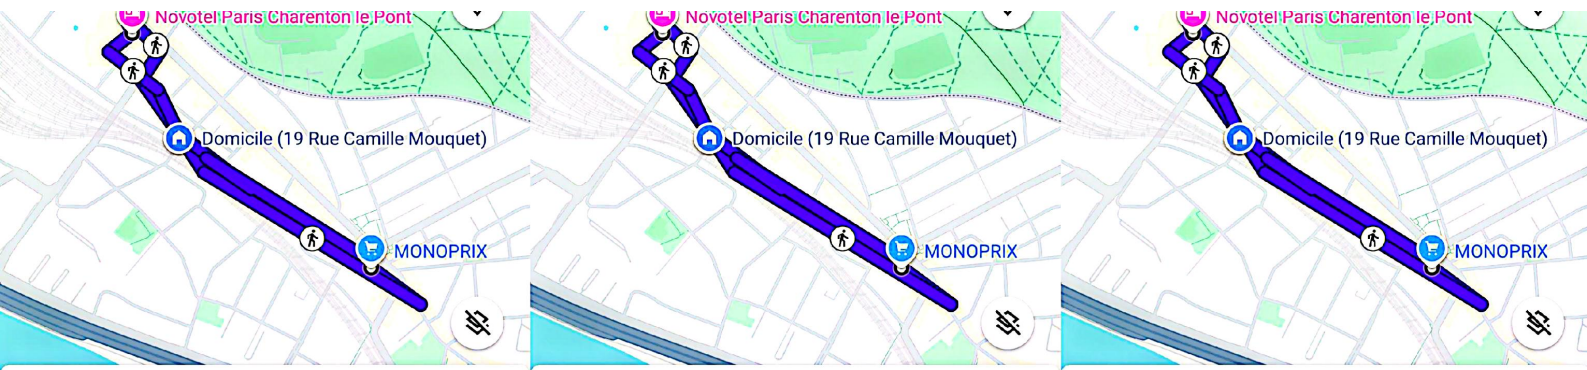 Novotel Paris Charenton le Pont
Domicile (19 Rue Camille Mouquet)
MONOPRIX
Novotel Paris Charenton le Pont
Domicile (19 Rue Camille Mouquet)
MONOPRIX
Novotel Paris Charenton le Pont
Domicile (19 Rue Camille Mouquet)
MONOPRIX